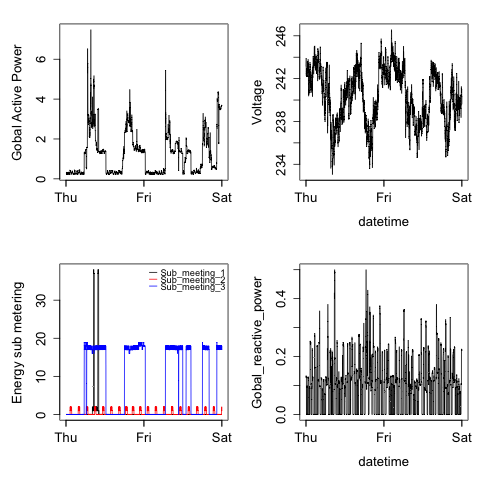 Gobal Active Power
0 2 4 6
Thu Fri Sat
Voltage
234 238 242 246
Thu Fri Sat
datetime
Energy sub metering
0 10 20 30
Thu Fri Sat
Sub_meeting_1
Sub_meeting_2
Sub_meeting_3
Gobal_reactive_power
0.0 0.2 0.4
Thu Fri Sat
datetime